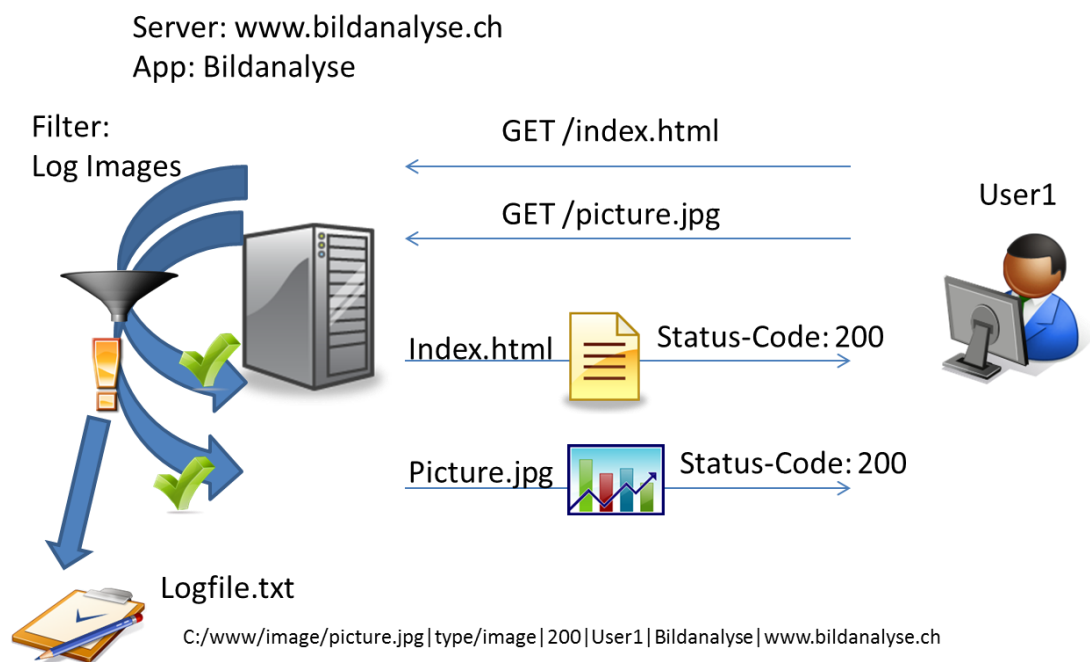 Server: www.bildanalyse.ch
App: Bildanalyse
Filter:
Log Images
GET /index.html
GET /picture.jpg
User1
Index.html
Status-Code: 200
Picture.jpg
Status-Code: 200
Logfile.txt
C:/www/image/picture.jpg|type/image|200|User1|Bildanalyse|www.bildanalyse.ch